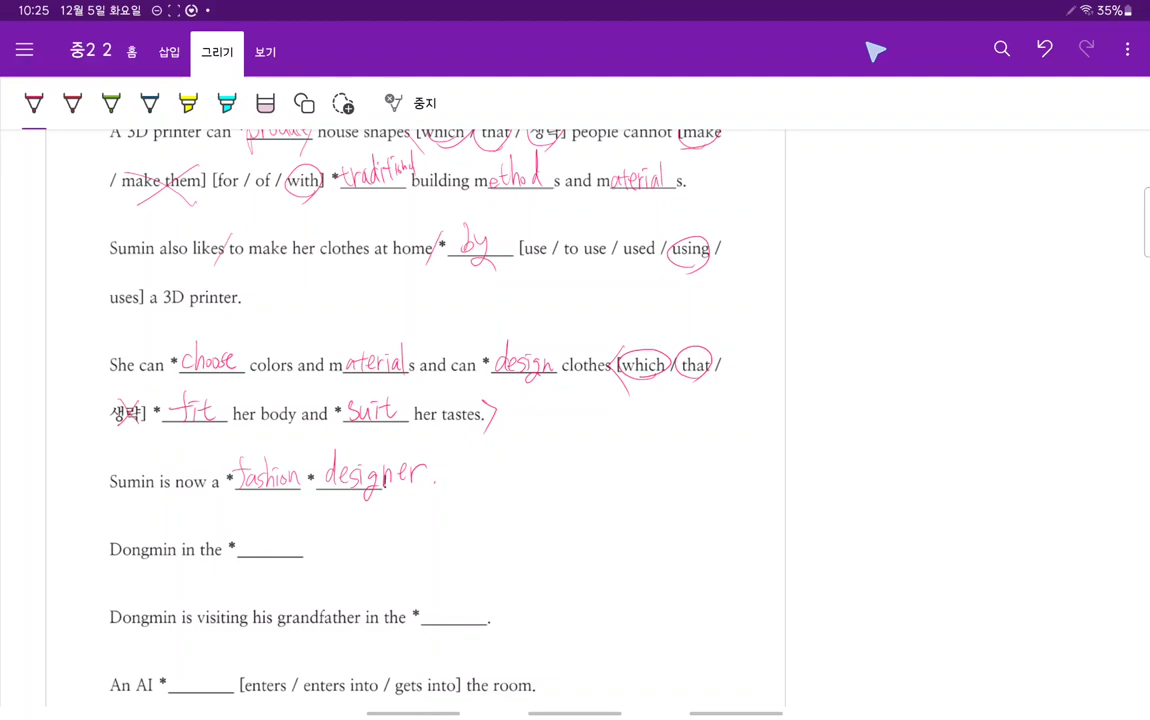 10:25 12월 5일 화요일 35%
중2 2 홈 삽입 그리기 보기
중지
A 3D printer can *produce house shapes [which / that / 생략] people cannot [make
/ make them] [for / of / with] *traditional building methods and materials.
Sumin also likes to make her clothes at home *by [use / to use / used / using /
uses] a 3D printer.
She can *choose colors and materials and can *design clothes [which / that /
생략] *fit her body and *suit her tastes.
Sumin is now a *fashion *designer.
Dongmin in the *______
Dongmin is visiting his grandfather in the *______.
An AI *______ [enters / enters into / gets into] the room.